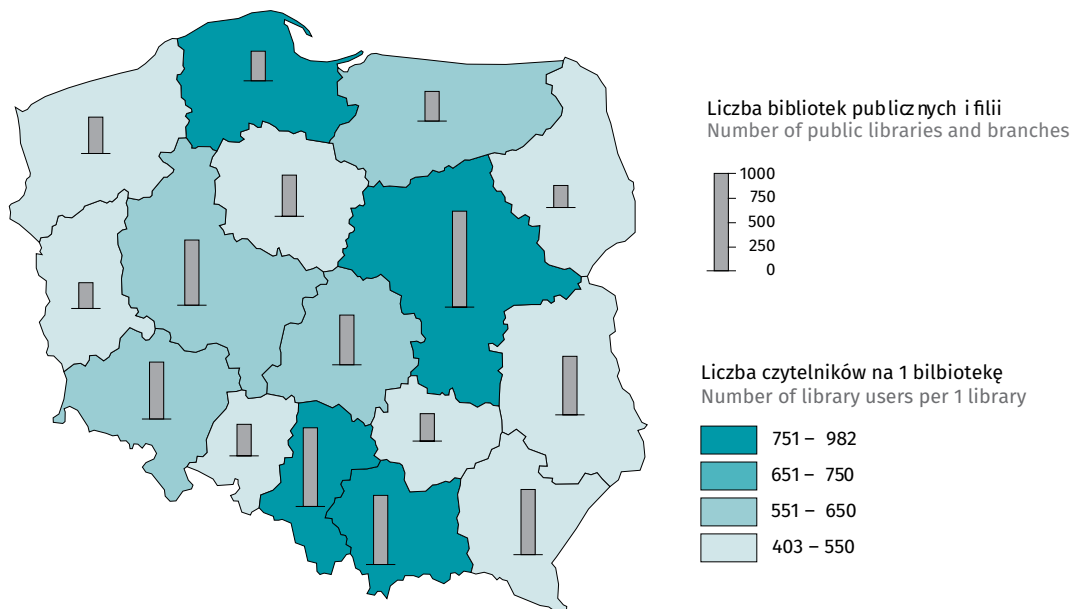 Liczba bibliotek publicznych i filii
Number of public libraries and branches
1000
750
500
250
0
Liczba czytelników na 1 bilbiotekę
Number of library users per 1 library
751 – 982
651 – 750
551 – 650
403 – 550